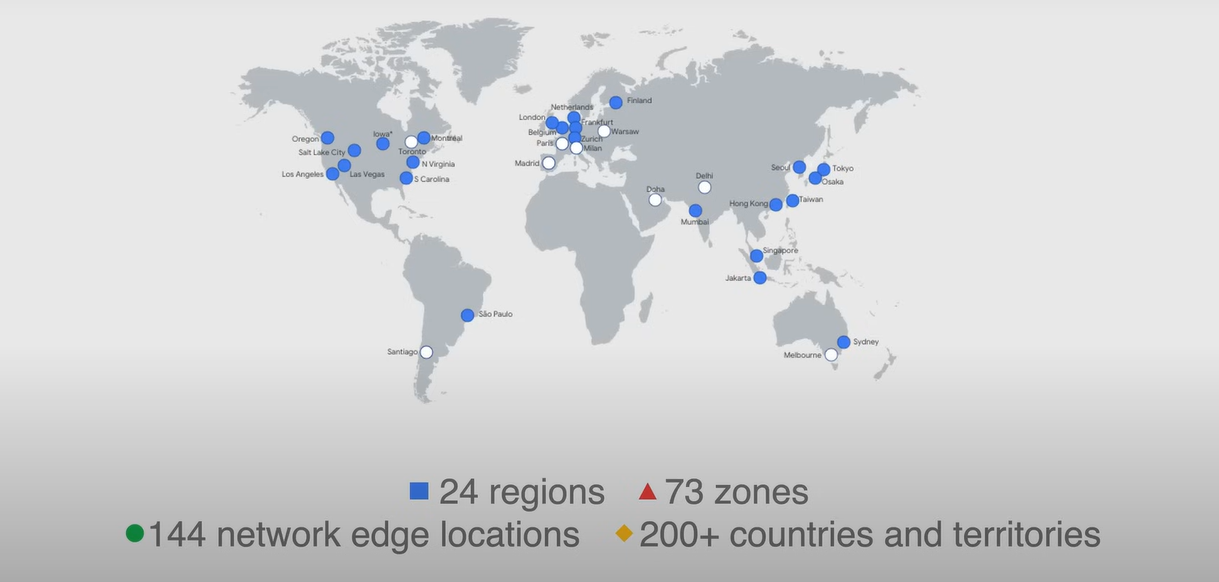 Finland
Netherlands
London
Frankfurt
Belgium
Warsaw
Oregon
Iowa*
Montréal
Zurich
Paris
Milan
Toronto
Salt Lake City
N Virginia
Madrid
Los Angeles
Las Vegas
S Carolina
Seoul
Tokyo
Osaka
Delhi
Doha
Hong Kong
Taiwan
Mumbai
Singapore
Jakarta
São Paulo
Sydney
Santiago
Melbourne
24 regions 73 zones
144 network edge locations 200+ countries and territories